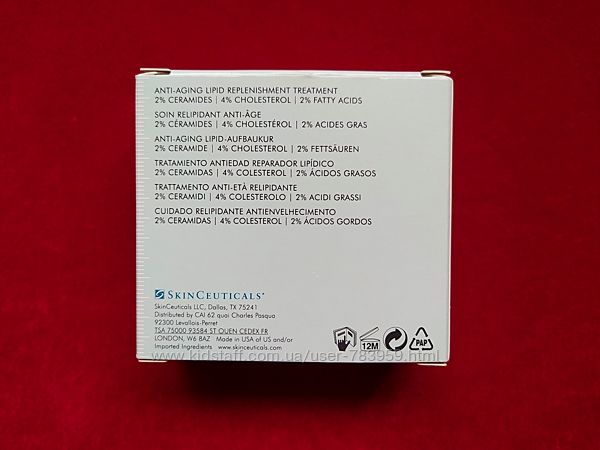 ANTI-AGING LIPID REPLENISHMENT TREATMENT
2% CERAMIDES | 4% CHOLESTEROL | 2% FATTY ACIDS
SOIN RELIPIDANT ANTI-ÂGE
2% CÉRAMIDES | 4% CHOLESTÉROL | 2% ACIDES GRAS
ANTI-AGING LIPID-AUFBAUKUR
2% CERAMIDE | 4% CHOLESTEROL | 2% FETTSÄUREN
TRATAMIENTO ANTIEDAD REPARADOR LIPÍDICO
2% CERAMIDAS | 4% COLESTEROL | 2% ÁCIDOS GRASOS
TRATTAMENTO ANTI-ETÀ RELIPIDANTE
2% CERAMIDI | 4% COLESTEROLO | 2% ACIDI GRASSI
CUIDADO RELIPIDANTE ANTIENVELHECIMENTO
2% CERAMIDAS | 4% COLESTEROL | 2% ÁCIDOS GORDOS
SKINCEUTICALS®
SkinCeuticals LLC, Dallas, TX 75241
Distributed by CAI 62 quai Charles Pasqua
92300 Levallois-Perret
TSA 75000 93584 ST OUEN CEDEX FR
LONDON, W6 8AZ Made in USA of US and/or
Imported Ingredients www.skinceuticals.com
12M
PAP
www.kidstaff.com.ua/user-783959.html